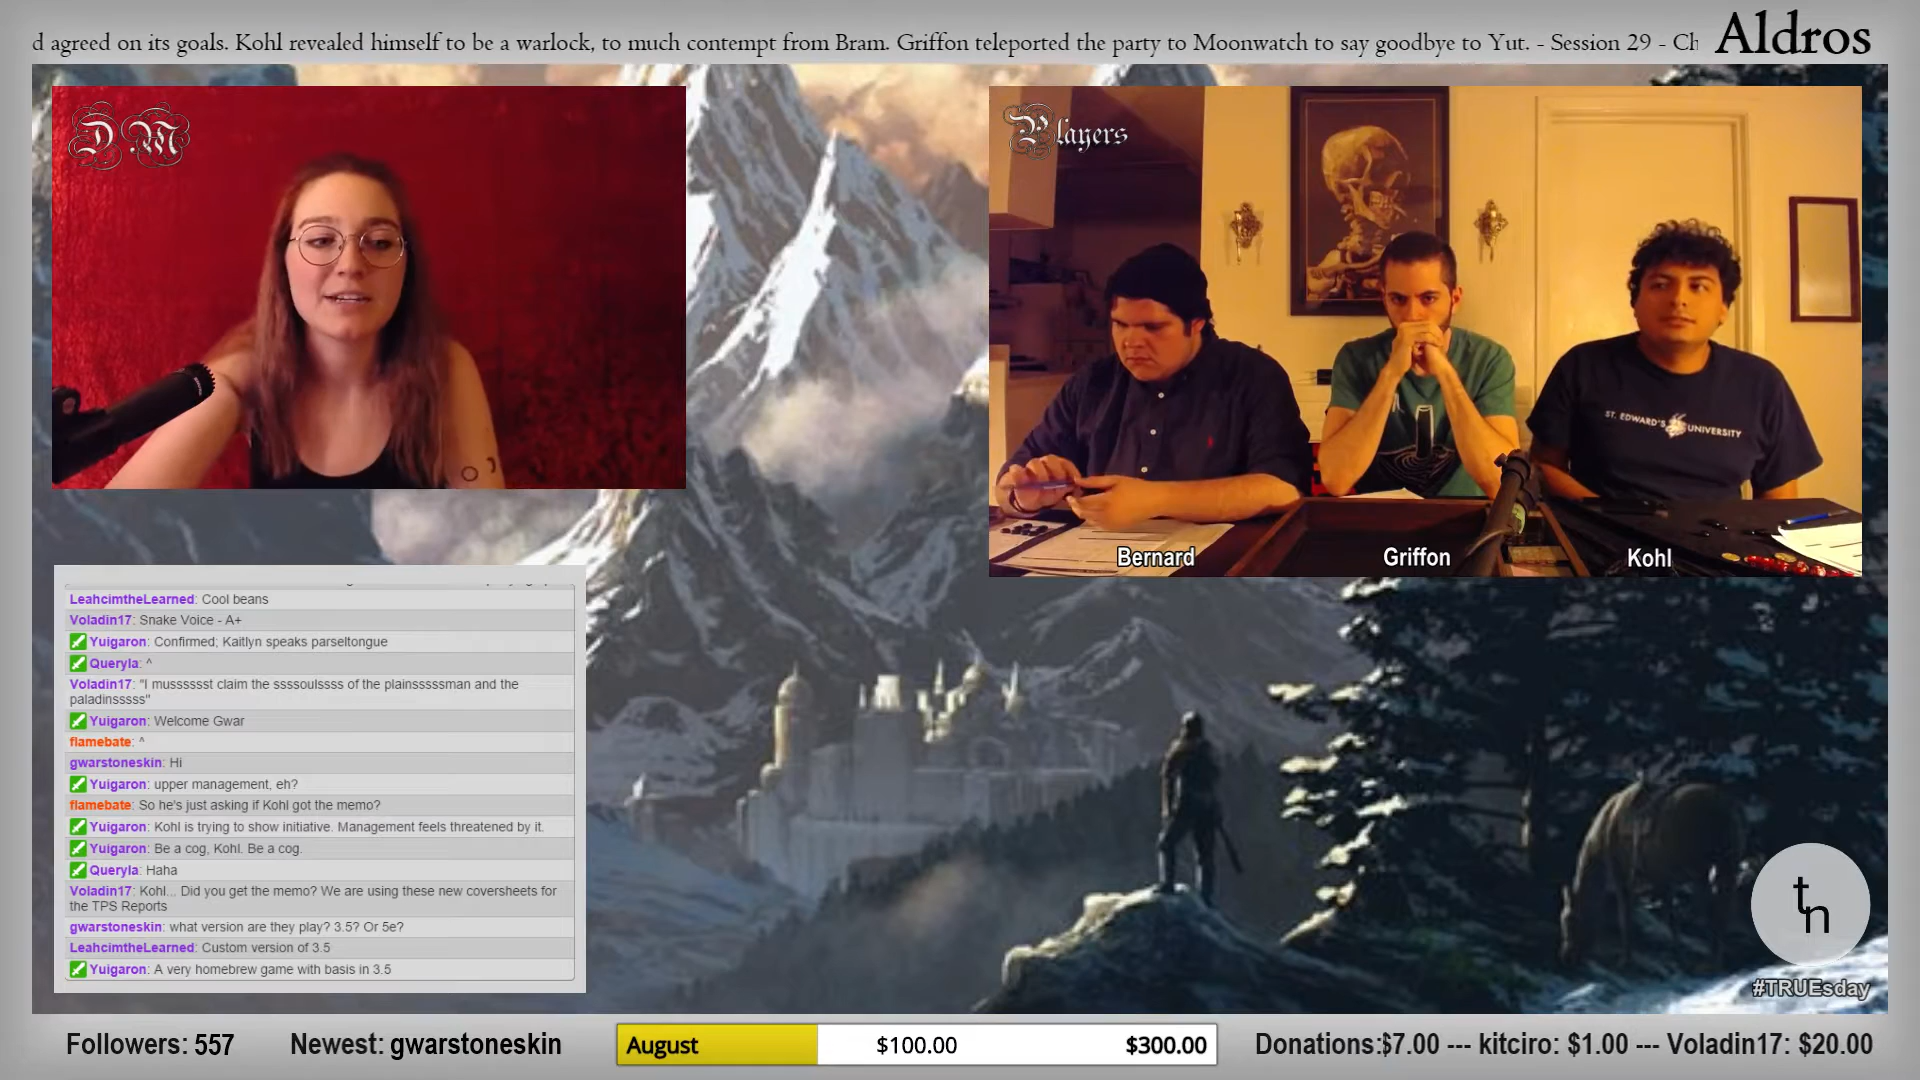 d agreed on its goals. Kohl revealed himself to be a warlock, to much contempt from Bram. Griffon teleported the party to Moonwatch to say goodbye to Yut. - Session 29 - Ch
Aldros
DM
Players
ST. EDWARD'S UNIVERSITY
Bernard
Griffon
Kohl
LeahcimtheLearned: Cool beans
Voladin17: Snake Voice - A+
Yuigaron: Confirmed; Kaitlyn speaks parseltongue
Queryla: ^
Voladin17: "I musssssst claim the ssssoulssss of the plainsssssman and the
paladinsssss"
Yuigaron: Welcome Gwar
flamebate: ^
gwarstoneskin: Hi
Yuigaron: upper management, eh?
flamebate: So he's just asking if Kohl got the memo?
Yuigaron: Kohl is trying to show initiative. Management feels threatened by it.
Yuigaron: Be a cog, Kohl. Be a cog.
Queryla: Haha
Voladin17: Kohl... Did you get the memo? We are using these new coversheets for
the TPS Reports
gwarstoneskin: what version are they play? 3.5? Or 5e?
LeahcimtheLearned: Custom version of 3.5
Yuigaron: A very homebrew game with basis in 3.5
tn
#TRUEsday
Followers: 557
Newest: gwarstoneskin
August
$100.00
$300.00
Donations:$7.00 --- kitciro: $1.00 --- Voladin17: $20.00